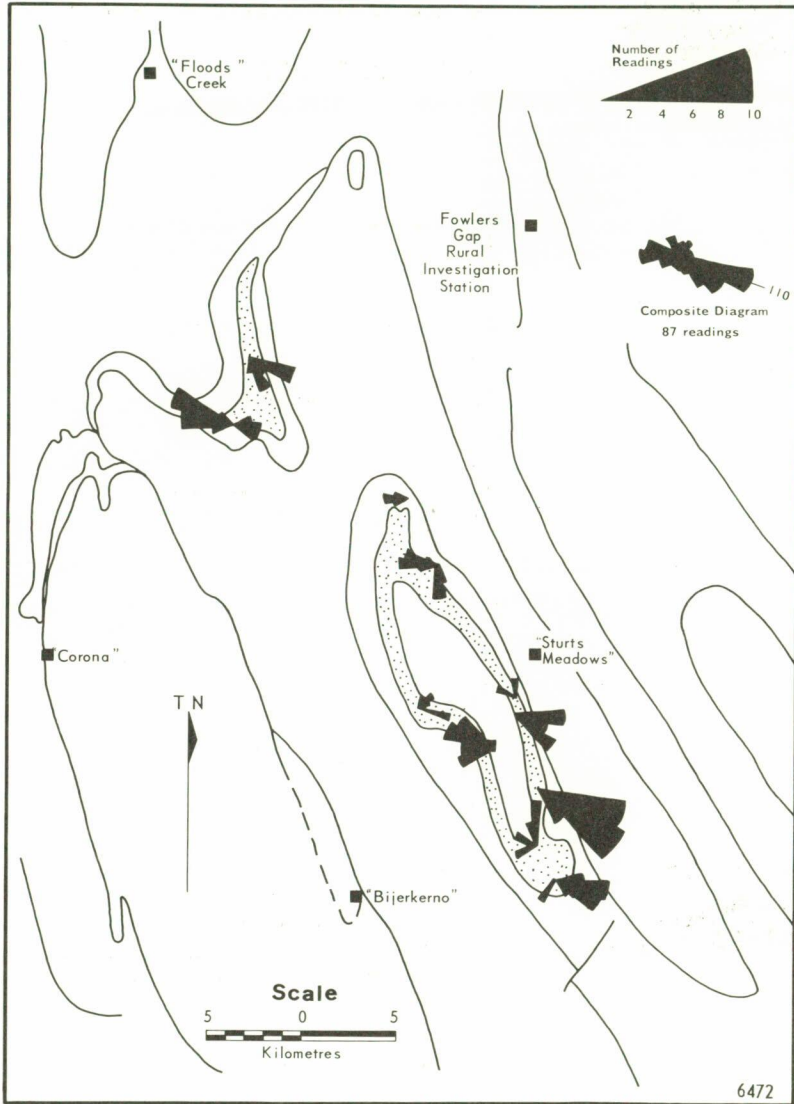 "Floods"
Creek
Number of
Readings
2 4 6 8 10
Fowlers
Gap
Rural
Investigation
Station
110
Composite Diagram
87 readings
"Sturts
Meadows"
"Corona"
T N
"Bijerkerno"
Scale
5 0 5
Kilometres
6472